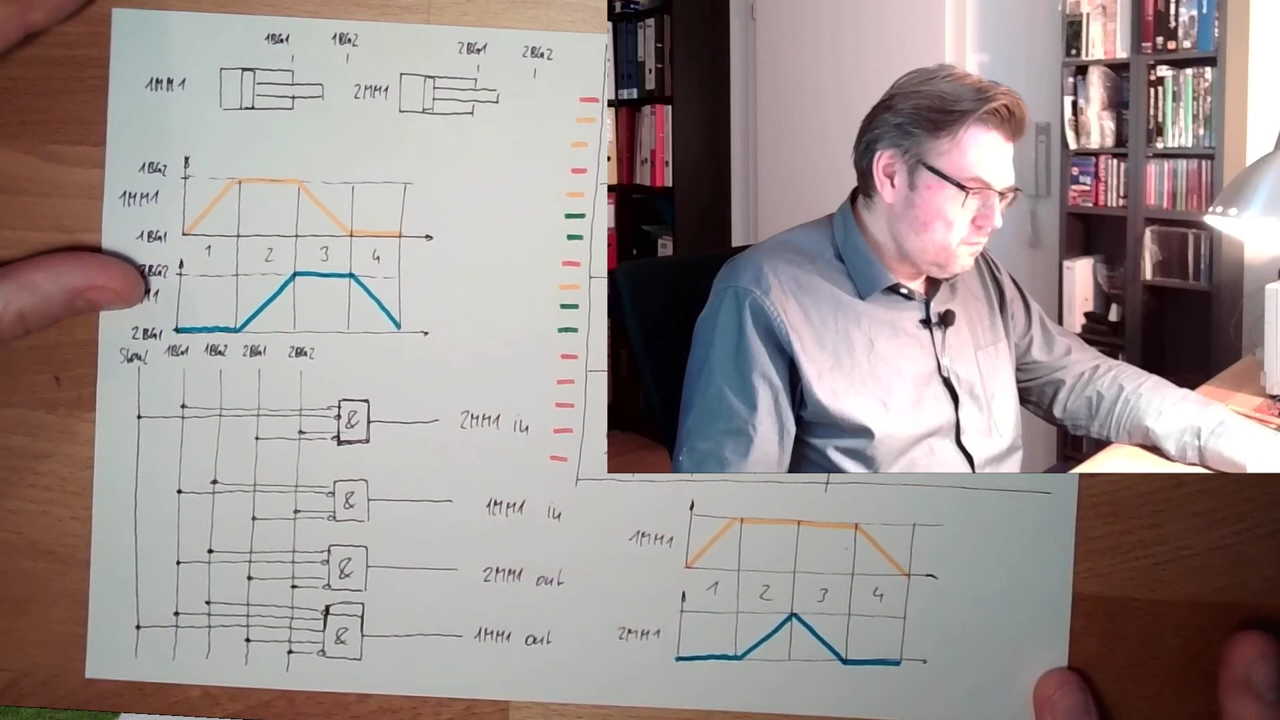 1BG1 1BG2 2BG1 2BG2
1MM1 2MM1
1BG2
1MM1
1BG1
1 2 3 4
2BG2
2BG1
Start 1BG1 1BG2 2BG1 2BG2
& 2MM1 in
& 1MM1 in
& 2MM1 out
& 1MM1 out
1MM1
1 2 3 4
2MM1